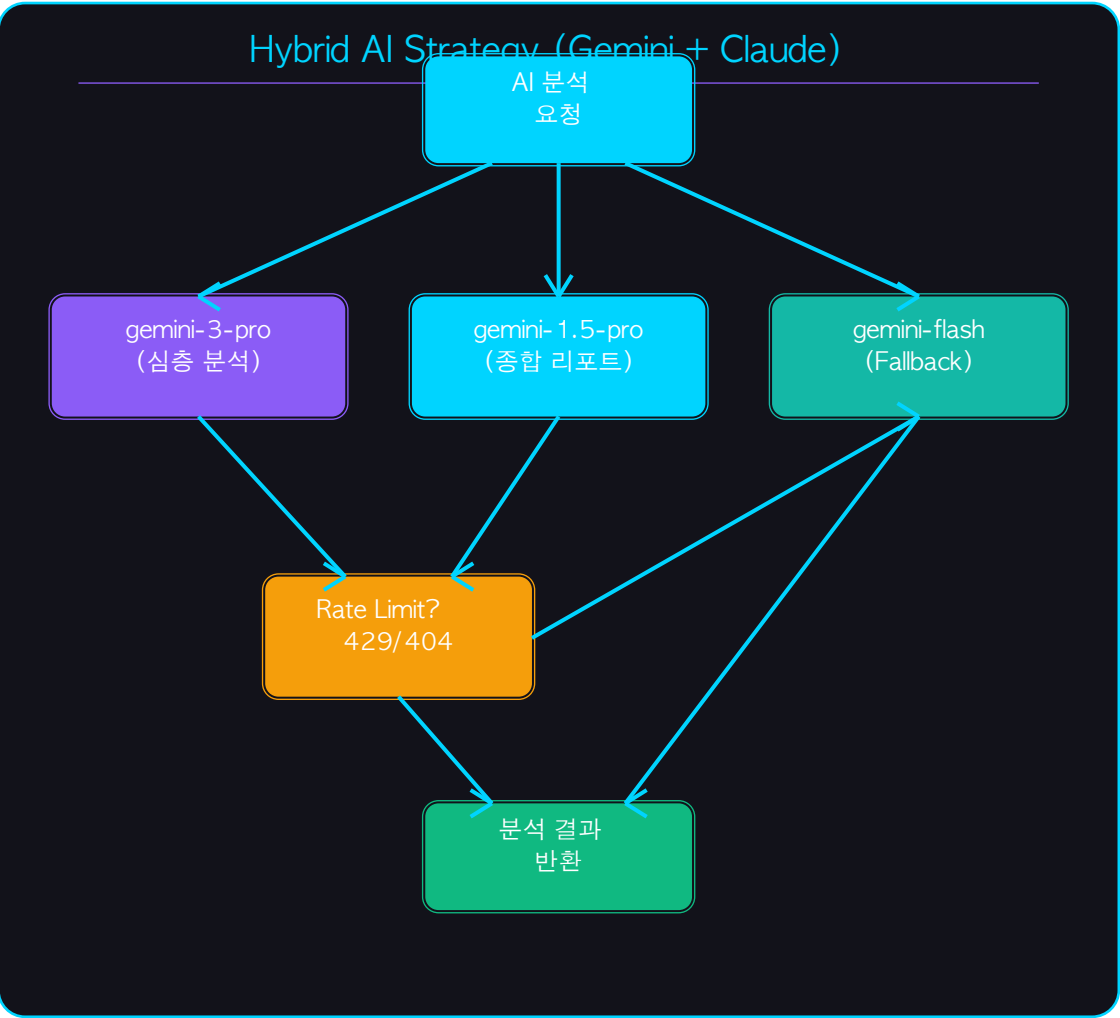 Hybrid AI Strategy (Gemini + Claude)
AI 분석
요청
gemini-3-pro
(심층 분석)
gemini-1.5-pro
(종합 리포트)
gemini-flash
(Fallback)
Rate Limit?
429/404
분석 결과
반환